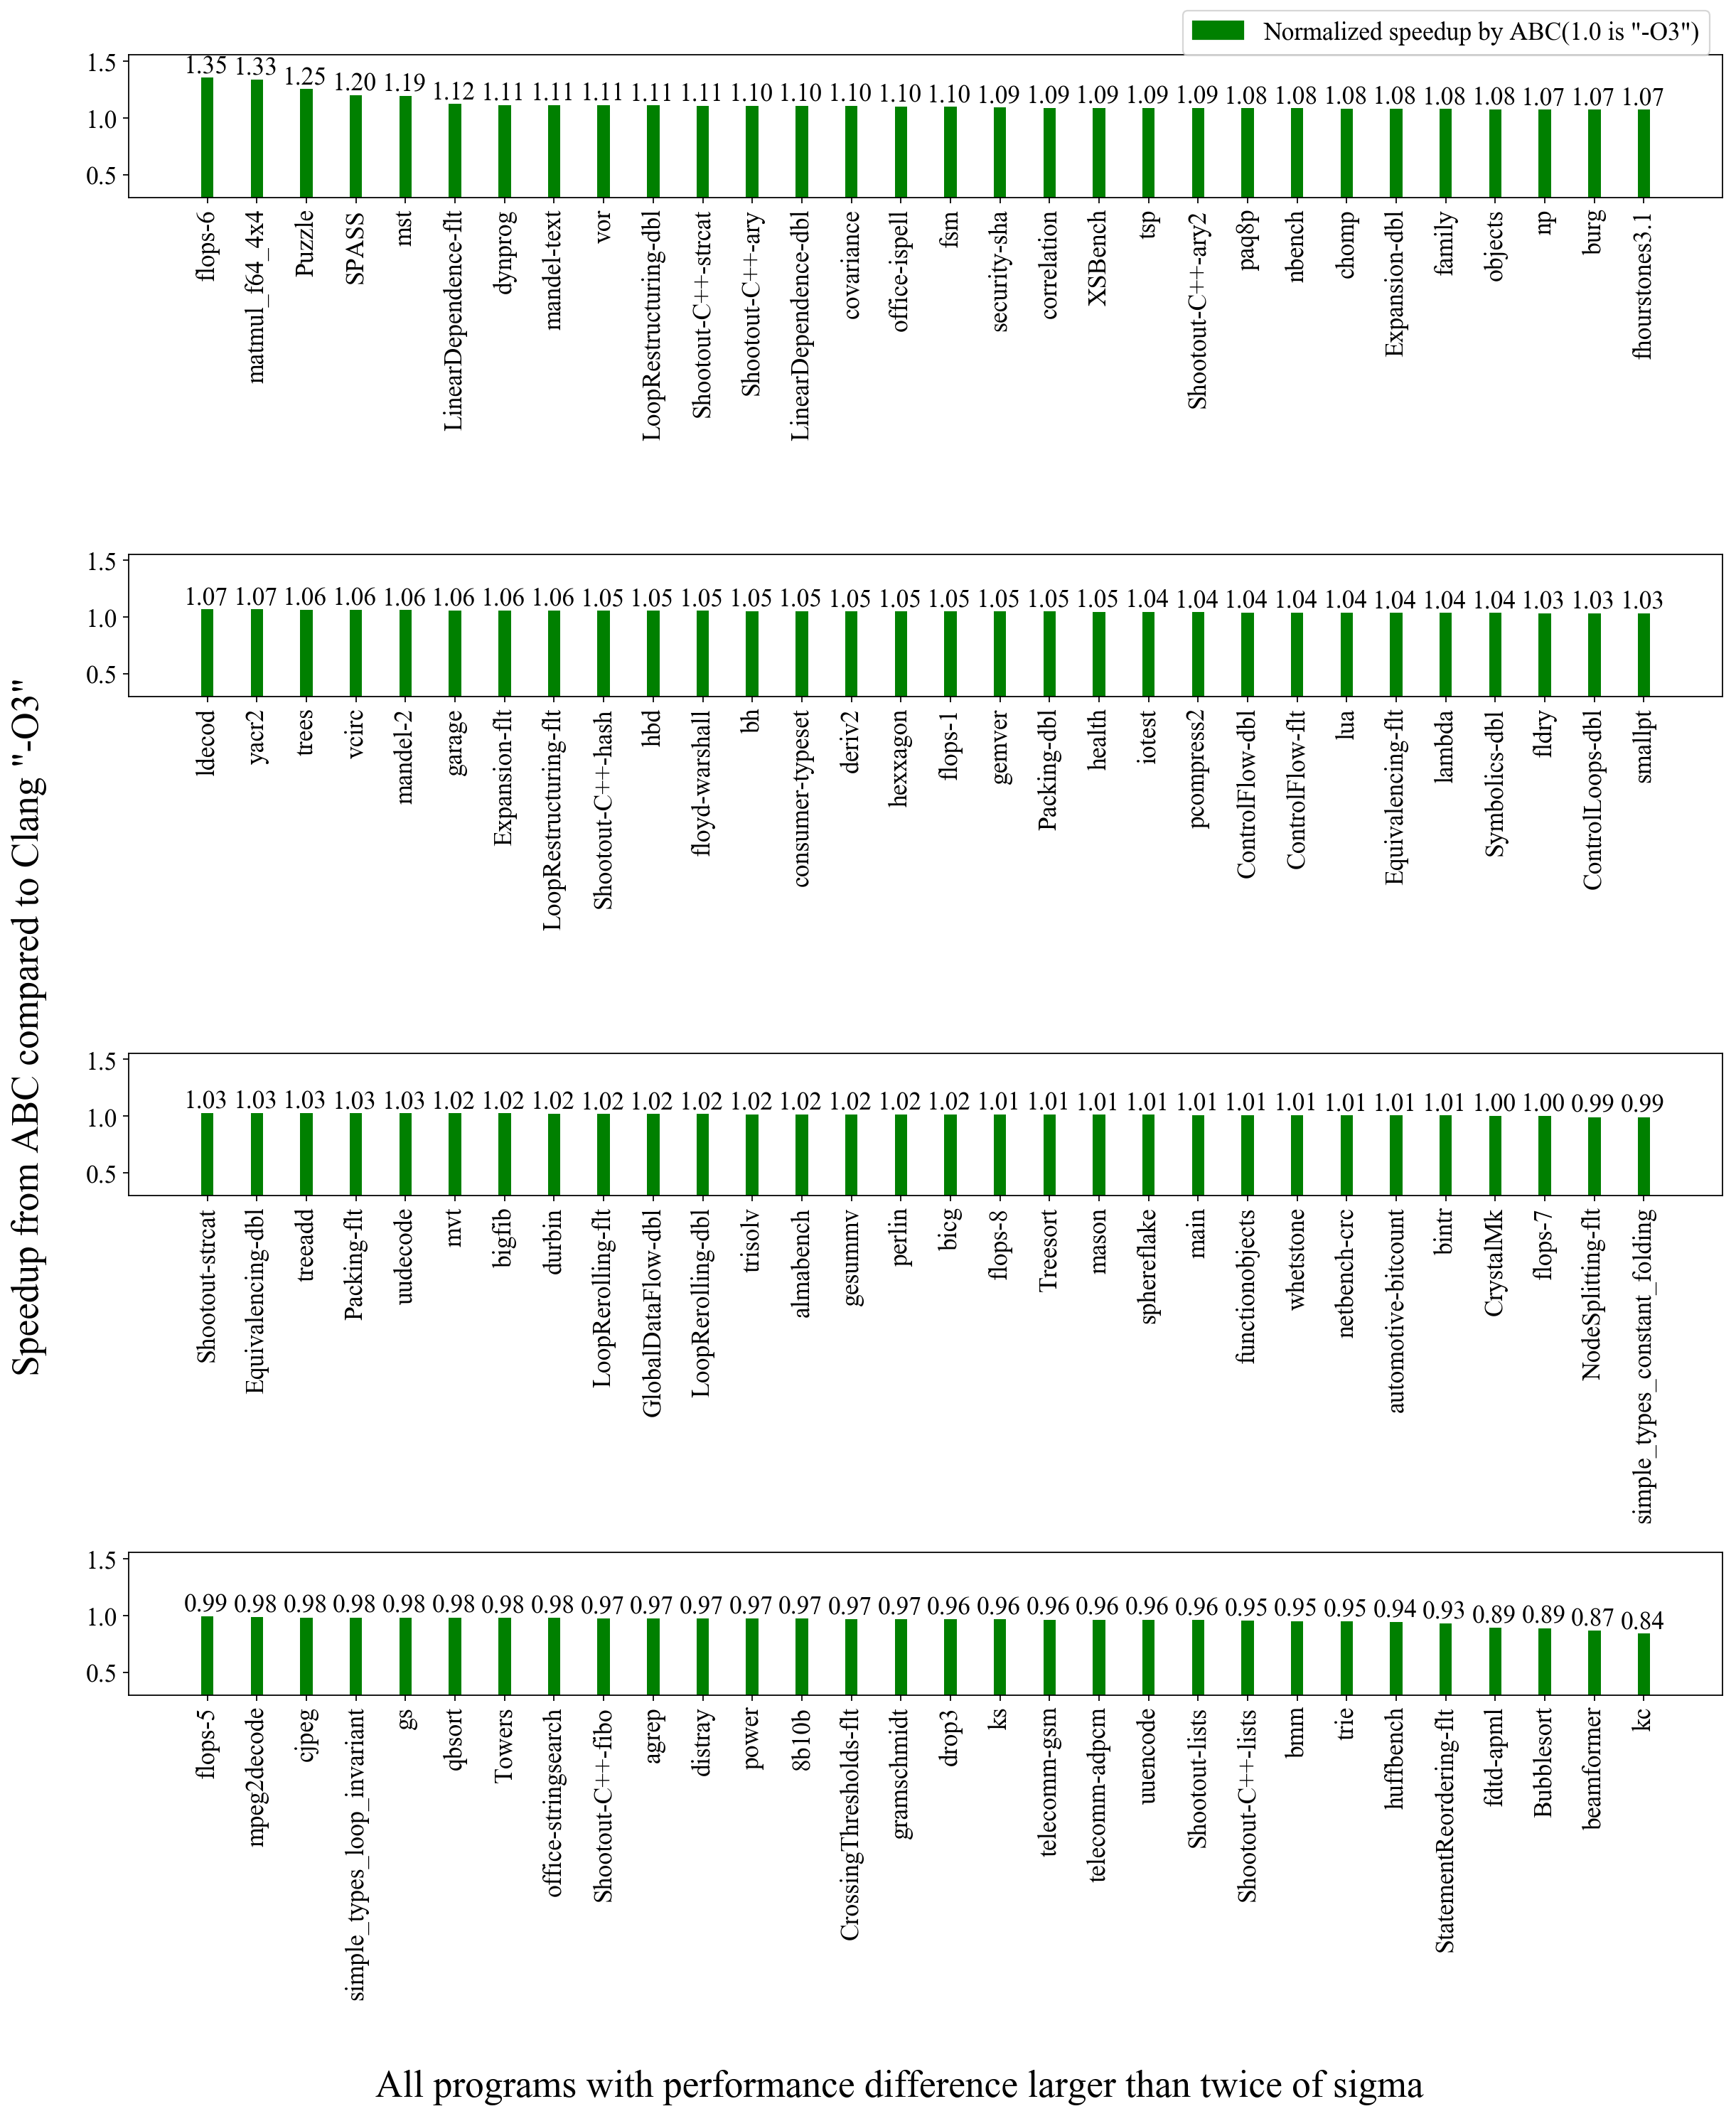 Normalized speedup by ABC(1.0 is "-O3")
1.5
1.0
0.5
1.35 1.33 1.25 1.20 1.19 1.12 1.11 1.11 1.11 1.11 1.11 1.10 1.10 1.10 1.10 1.10 1.09 1.09 1.09 1.09 1.09 1.08 1.08 1.08 1.08 1.08 1.08 1.07 1.07 1.07
flops-6
matmul_f64_4x4
Puzzle
SPASS
mst
LinearDependence-flt
dynprog
mandel-text
vor
LoopRestructuring-dbl
Shootout-C++-strcat
Shootout-C++-ary
LinearDependence-dbl
covariance
office-ispell
fsm
security-sha
correlation
XSBench
tsp
Shootout-C++-ary2
paq8p
nbench
chomp
Expansion-dbl
family
objects
np
burg
fhourstones3.1
Speedup from ABC compared to Clang "-O3"
1.5
1.0
0.5
1.07 1.07 1.06 1.06 1.06 1.06 1.06 1.06 1.05 1.05 1.05 1.05 1.05 1.05 1.05 1.05 1.05 1.05 1.05 1.04 1.04 1.04 1.04 1.04 1.04 1.04 1.04 1.03 1.03 1.03
ldecod
yacr2
trees
vcirc
mandel-2
garage
Expansion-flt
LoopRestructuring-flt
Shootout-C++-hash
hbd
floyd-warshall
bh
consumer-typeset
deriv2
hexxagon
flops-1
gemver
Packing-dbl
health
iotest
pcompress2
ControlFlow-dbl
ControlFlow-flt
lua
Equivalencing-flt
lambda
Symbolics-dbl
fldry
ControlLoops-dbl
smallpt
1.5
1.0
0.5
1.03 1.03 1.03 1.03 1.03 1.02 1.02 1.02 1.02 1.02 1.02 1.02 1.02 1.02 1.02 1.02 1.01 1.01 1.01 1.01 1.01 1.01 1.01 1.01 1.01 1.01 1.00 1.00 0.99 0.99
Shootout-strcat
Equivalencing-dbl
treeadd
Packing-flt
uudecode
mvt
bigfib
durbin
LoopRerolling-flt
GlobalDataFlow-dbl
LoopRerolling-dbl
trisolv
almabench
gesummv
perlin
bicg
flops-8
Treesort
mason
sphereflake
main
functionobjects
whetstone
netbench-crc
automotive-bitcount
bintr
CrystalMk
flops-7
NodeSplitting-flt
simple_types_constant_folding
1.5
1.0
0.5
0.99 0.98 0.98 0.98 0.98 0.98 0.98 0.98 0.97 0.97 0.97 0.97 0.97 0.97 0.97 0.96 0.96 0.96 0.96 0.96 0.96 0.95 0.95 0.95 0.94 0.93 0.89 0.89 0.87 0.84
flops-5
mpeg2decode
cjpeg
simple_types_loop_invariant
gs
qbsort
Towers
office-stringsearch
Shootout-C++-fibo
agrep
distray
power
8b10b
CrossingThresholds-flt
gramschmidt
drop3
ks
telecomm-gsm
telecomm-adpcm
uuencode
Shootout-lists
Shootout-C++-lists
bmm
trie
huffbench
StatementReordering-flt
fdtd-apml
Bubblesort
beamformer
kc
All programs with performance difference larger than twice of sigma